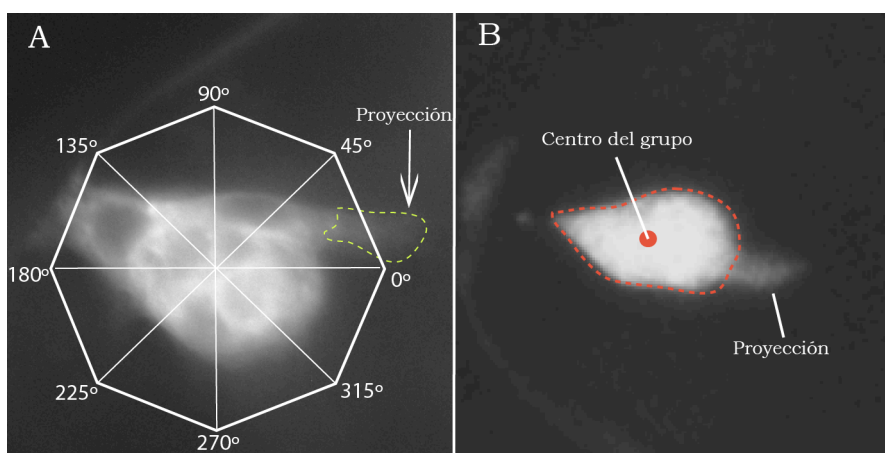 A
90º
Proyección
135º
45º
180º
0º
225º
315º
270º
B
Centro del grupo
Proyección